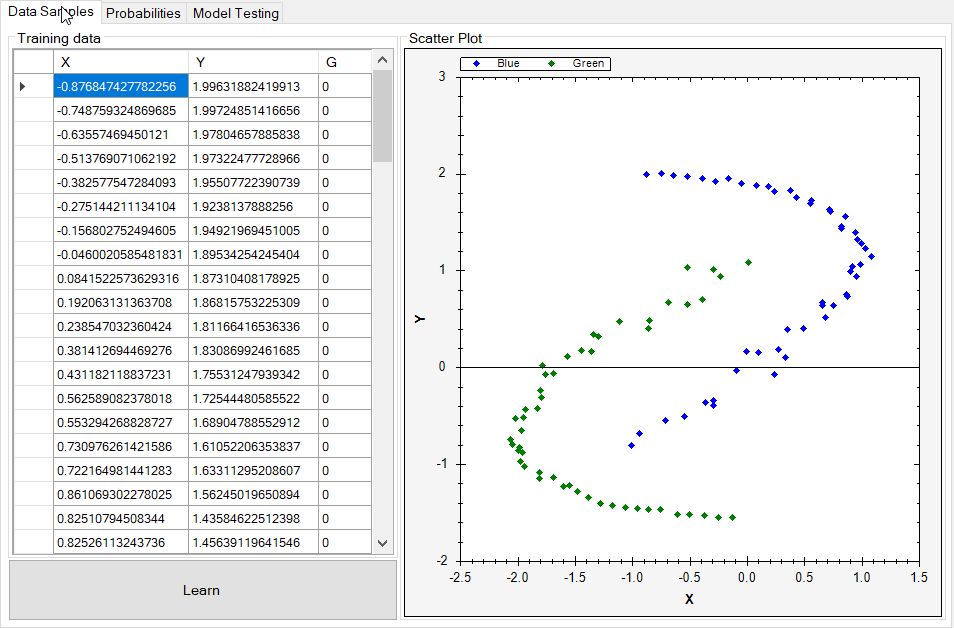 Data Samples Probabilities Model Testing
Training data
X Y G
-0.876847427782256 1.99631882419913 0
-0.748759324869685 1.99724851416656 0
-0.63557469450121 1.97804657885838 0
-0.513769071062192 1.97322477728966 0
-0.382577547284093 1.95507722390739 0
-0.275144211134104 1.9238137888256 0
-0.156802752494605 1.94921969451005 0
-0.0460020585481831 1.89534254245404 0
0.0841522573629316 1.87310408178925 0
0.192063131363708 1.86815753225309 0
0.238547032360424 1.81166416536336 0
0.381412694469276 1.83086992461685 0
0.431182118837231 1.75531247939342 0
0.562589082378018 1.72544480585522 0
0.553294268828727 1.68904788552912 0
0.730976261421586 1.61052206353837 0
0.722164981441283 1.63311295208607 0
0.861069302278025 1.56245019650894 0
0.82510794508344 1.43584622512398 0
0.82526113243736 1.45639119641546 0
Learn
Scatter Plot
Blue Green
3
2
1
0
-1
-2
Y
-2.5 -2.0 -1.5 -1.0 -0.5 0.0 0.5 1.0 1.5
X